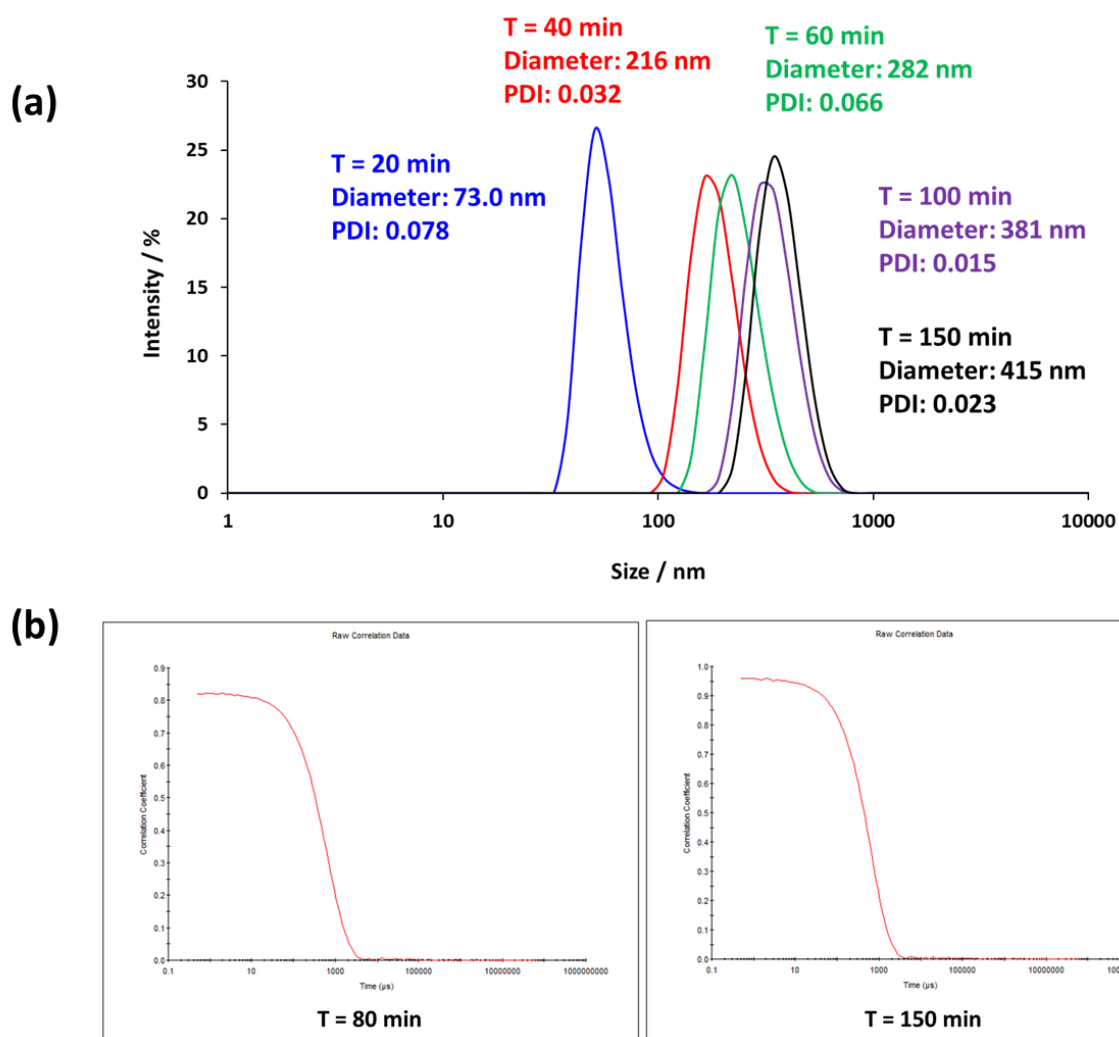 (a)
T = 40 min
Diameter: 216 nm
PDI: 0.032
T = 60 min
Diameter: 282 nm
PDI: 0.066
T = 20 min
Diameter: 73.0 nm
PDI: 0.078
T = 100 min
Diameter: 381 nm
PDI: 0.015
T = 150 min
Diameter: 415 nm
PDI: 0.023
Intensity / %
30
25
20
15
10
5
0
1 10 100 1000 10000
Size / nm
(b)
Raw Correlation Data
Correlation Coefficient
0.9
0.8
0.7
0.6
0.5
0.4
0.3
0.2
0.1
0.0
0.1 10 1000 100000 10000000 1000000000
Time (µs)
T = 80 min
Raw Correlation Data
Correlation Coefficient
1.0
0.9
0.8
0.7
0.6
0.5
0.4
0.3
0.2
0.1
0.0
0.1 10 1000 100000 10000000
Time (µs)
T = 150 min